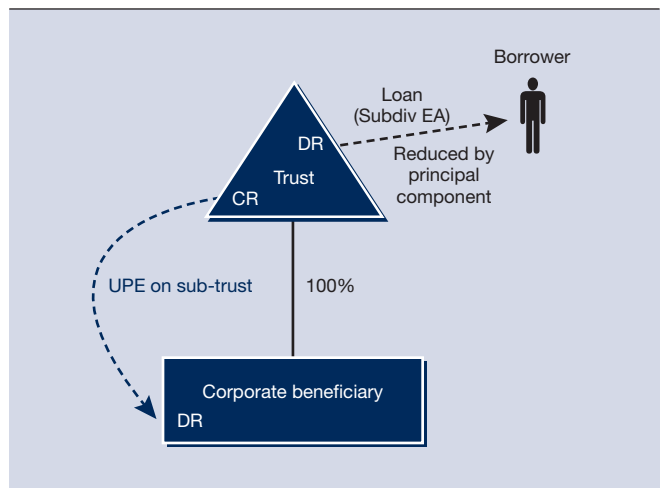 Borrower
Loan
(Subdiv EA)
DR
Reduced by
principal
component
Trust
CR
UPE on sub-trust
100%
Corporate beneficiary
DR